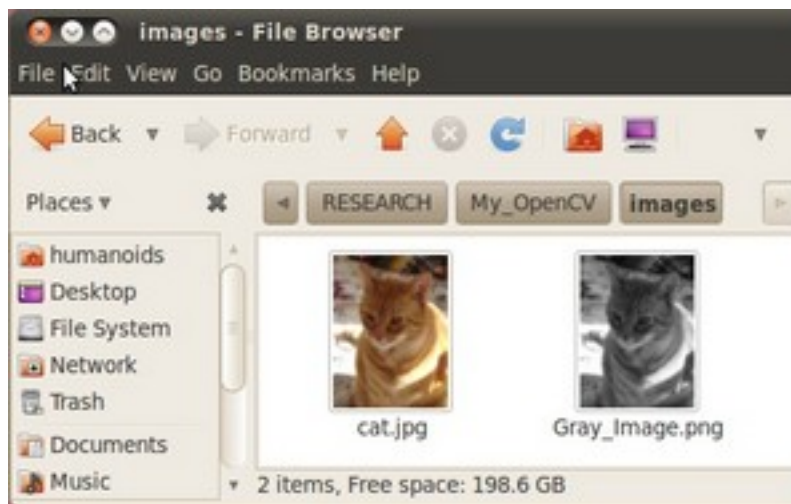 images - File Browser
File Edit View Go Bookmarks Help
Back Forward
Places RESEARCH My_OpenCV images
humanoids
Desktop
File System
Network
Trash
Documents
Music
cat.jpg Gray_Image.png
2 items, Free space: 198.6 GB